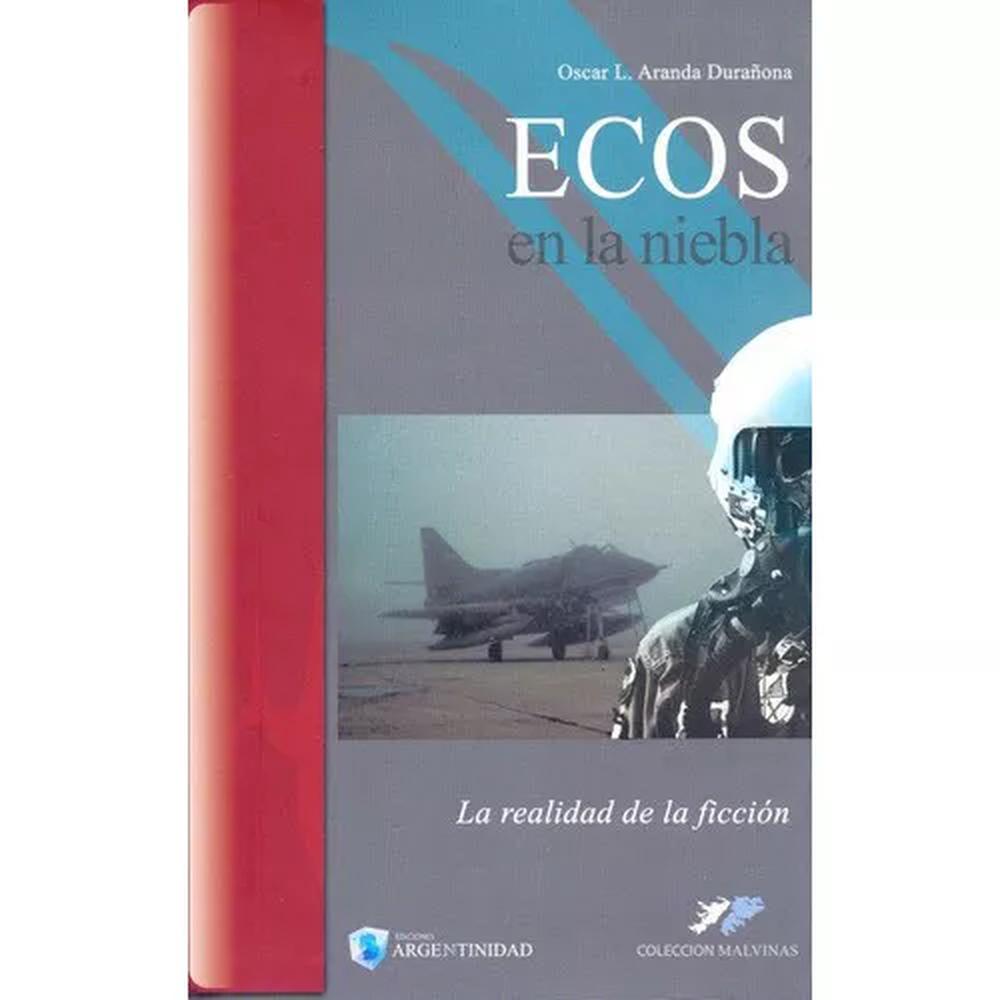 Oscar L. Aranda Durañona
ECOS
en la niebla
La realidad de la ficción
EDICIONES
ARGENTINIDAD
COLECCION MALVINAS